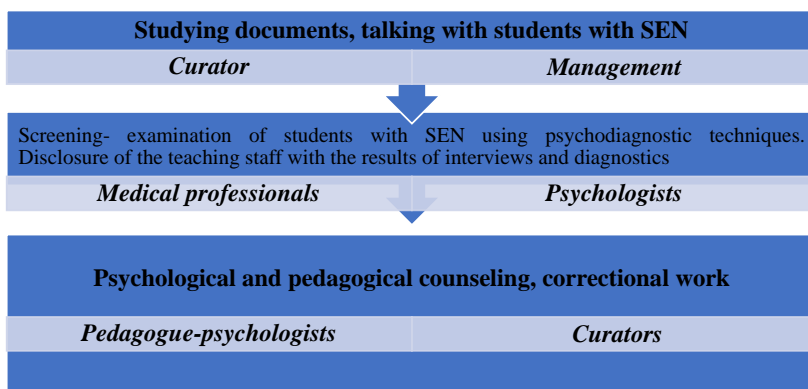 Studying documents, talking with students with SEN
Curator Management
Screening- examination of students with SEN using psychodiagnostic techniques.
Disclosure of the teaching staff with the results of interviews and diagnostics
Medical professionals Psychologists
Psychological and pedagogical counseling, correctional work
Pedagogue-psychologists Curators